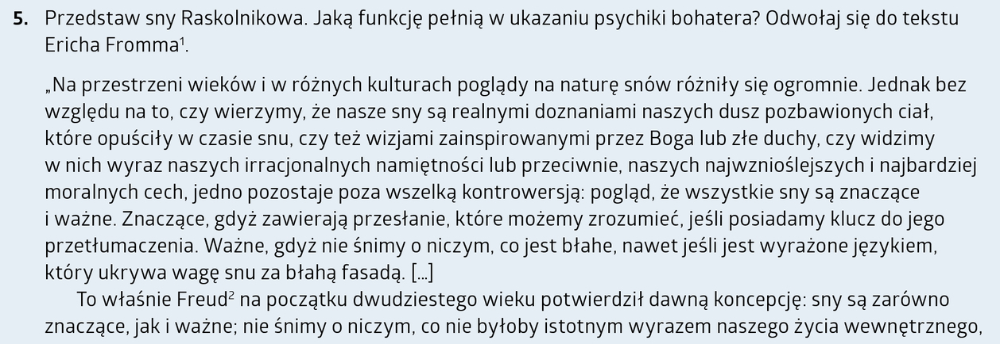 5. Przedstaw sny Raskolnikowa. Jaką funkcję pełnią w ukazaniu psychiki bohatera? Odwołaj się do tekstu
Ericha Fromma¹.
„Na przestrzeni wieków i w różnych kulturach poglądy na naturę snów różniły się ogromnie. Jednak bez
względu na to, czy wierzymy, że nasze sny są realnymi doznaniami naszych dusz pozbawionych ciał,
które opuściły w czasie snu, czy też wizjami zainspirowanymi przez Boga lub złe duchy, czy widzimy
w nich wyraz naszych irracjonalnych namiętności lub przeciwnie, naszych najwznioślejszych i najbardziej
moralnych cech, jedno pozostaje poza wszelką kontrowersją: pogląd, że wszystkie sny są znaczące
i ważne. Znaczące, gdyż zawierają przesłanie, które możemy zrozumieć, jeśli posiadamy klucz do jego
przetłumaczenia. Ważne, gdyż nie śnimy o niczym, co jest błahe, nawet jeśli jest wyrażone językiem,
który ukrywa wagę snu za błahą fasadą. [...]
To właśnie Freud² na początku dwudziestego wieku potwierdził dawną koncepcję: sny są zarówno
znaczące, jak i ważne; nie śnimy o niczym, co nie byłoby istotnym wyrazem naszego życia wewnętrznego,